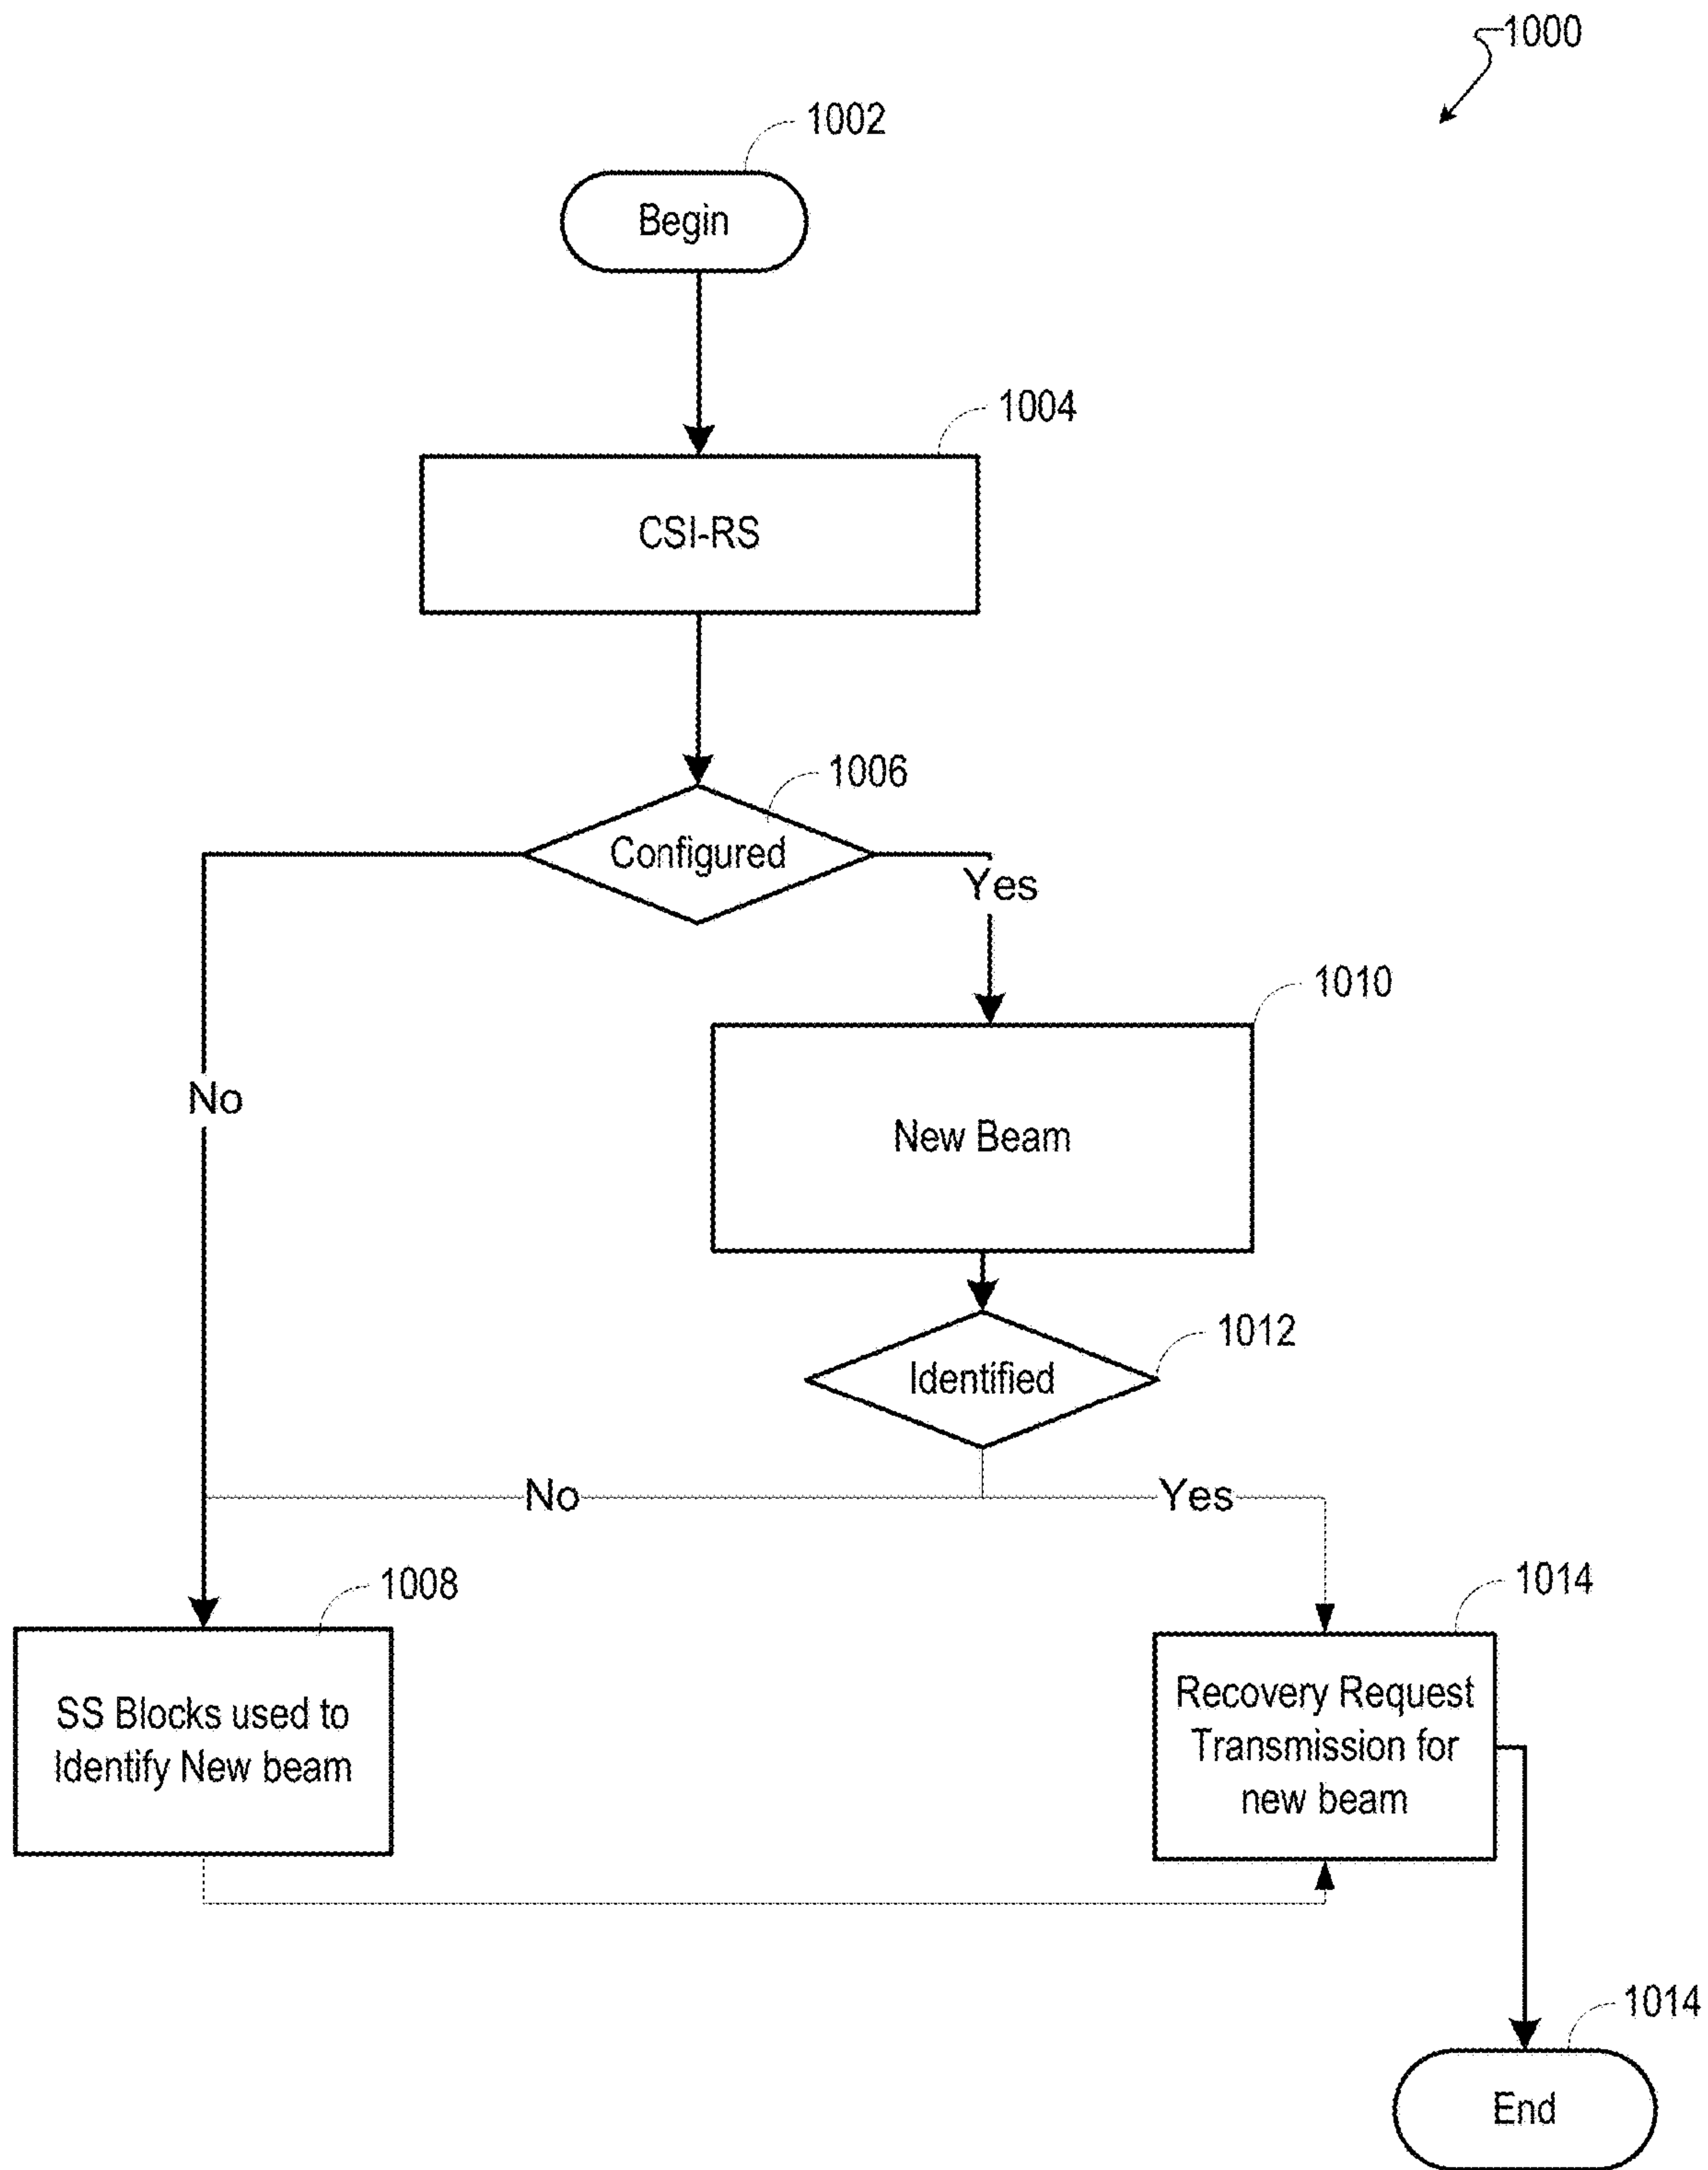 1000
1002
Begin
1004
CSI-RS
1006
Configured
Yes
1010
No
New Beam
1012
Identified
No
Yes
1008
1014
SS Blocks used to
Identify New beam
Recovery Request
Transmission for
new beam
1014
End